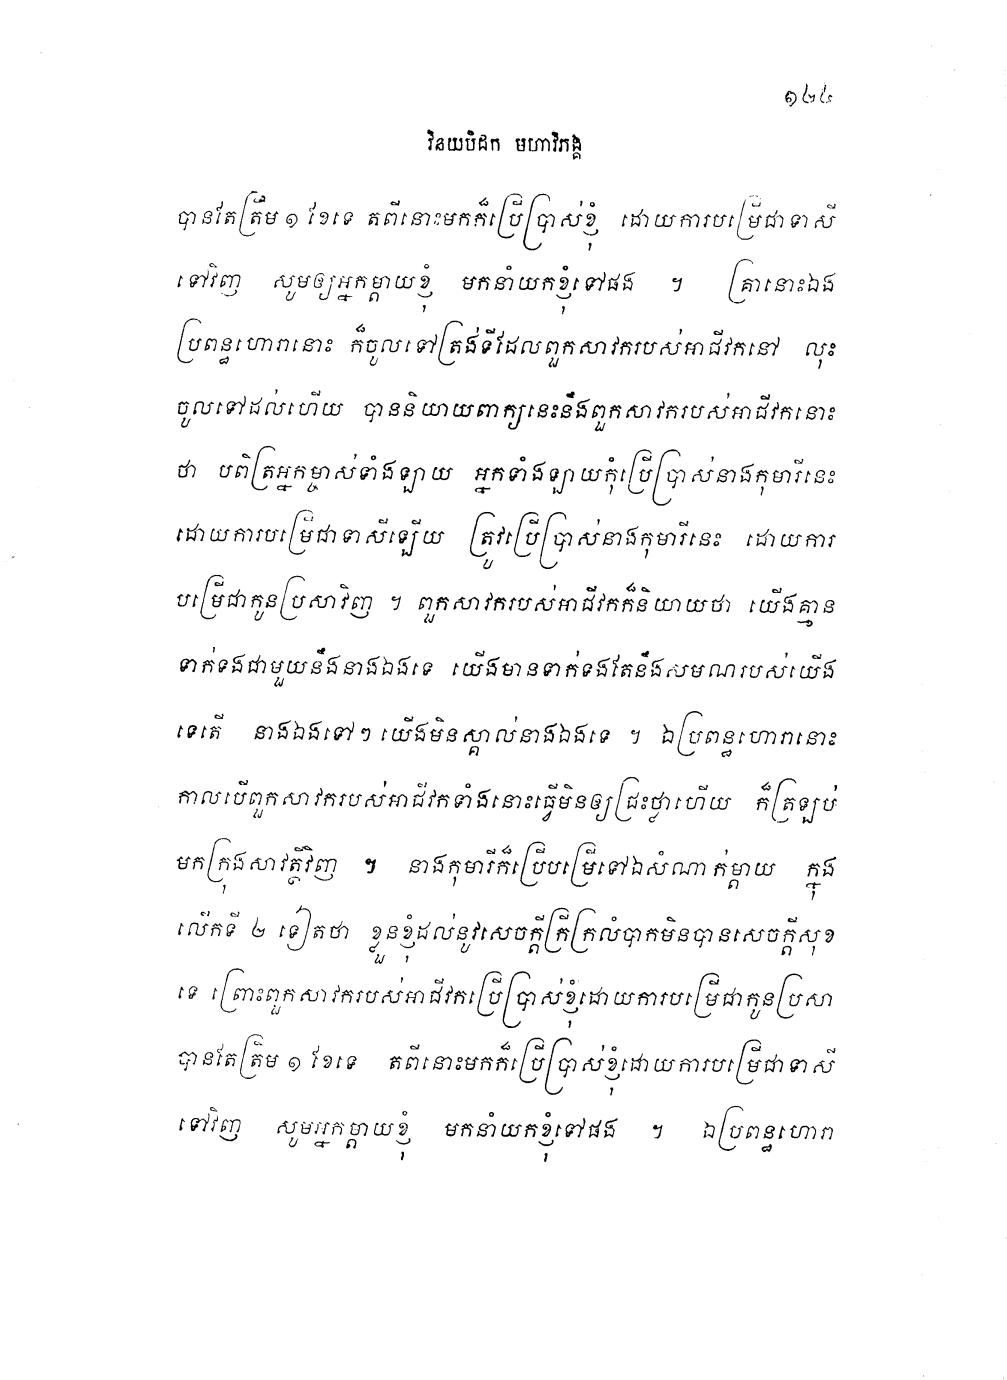 ១២៤
វិនយបិដក មហាវិភង្គ
បានតែត្រឹម ១ ខែទេ តពីនោះមកក៏ប្រើប្រាស់ខ្ញុំ ដោយការបម្រើជាទាសី
ទៅវិញ សូមឲ្យអ្នកម្តាយខ្ញុំ មកនាំយកខ្ញុំទៅផង ។ គ្រានោះឯង
ប្រពន្ធហោរានោះ ក៏ចូលទៅត្រង់ទីដែលពួកសាវករបស់អាជីវកនៅ លុះ
ចូលទៅដល់ហើយ បាននិយាយពាក្យនេះនឹងពួកសាវករបស់អាជីវកនោះ
ថា បពិត្រអ្នកម្ចាស់ទាំងឡាយ អ្នកទាំងឡាយកុំប្រើប្រាស់នាងកុមារីនេះ
ដោយការបម្រើជាទាសីឡើយ ត្រូវប្រើប្រាស់នាងកុមារីនេះ ដោយការ
បម្រើជាកូនប្រសាវិញ ។ ពួកសាវករបស់អាជីវកក៏និយាយថា យើងគ្មាន
ទាក់ទងជាមួយនឹងនាងឯងទេ យើងមានទាក់ទងតែនឹងសមណរបស់យើង
ទេតើ នាងឯងទៅៗ យើងមិនស្គាល់នាងឯងទេ ។ ឯប្រពន្ធហោរានោះ
កាលបើពួកសាវករបស់អាជីវកទាំងនោះធ្វើមិនឲ្យជ្រះថ្លាហើយ ក៏ត្រឡប់
មកក្រុងសាវត្ថីវិញ ។ នាងកុមារីក៏ប្រើបម្រើទៅឯសំណាក់ម្តាយ ក្នុង
លើកទី ២ ទៀតថា ខ្លួនខ្ញុំដល់នូវសេចក្តីក្រីក្រលំបាកមិនបានសេចក្តីសុខ
ទេ ព្រោះពួកសាវករបស់អាជីវកប្រើប្រាស់ខ្ញុំដោយការបម្រើជាកូនប្រសា
បានតែត្រឹម ១ ខែទេ តពីនោះមកក៏ប្រើប្រាស់ខ្ញុំដោយការបម្រើជាទាសី
ទៅវិញ សូមអ្នកម្តាយខ្ញុំ មកនាំយកខ្ញុំទៅផង ។ ឯប្រពន្ធហោរា